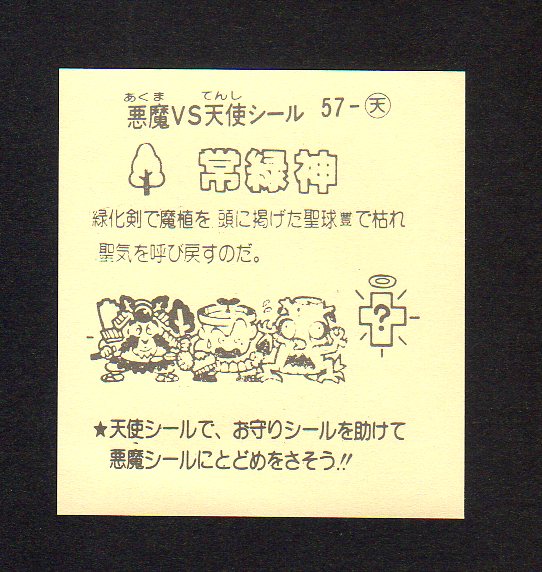 あくま てんし
悪魔VS天使シール 57-天
常緑神
緑化剣で魔植を 頭に掲げた聖球豊で枯れ
聖気を呼び戻すのだ。
?
★天使シールで、お守りシールを助けて
悪魔シールにとどめをさそう!!